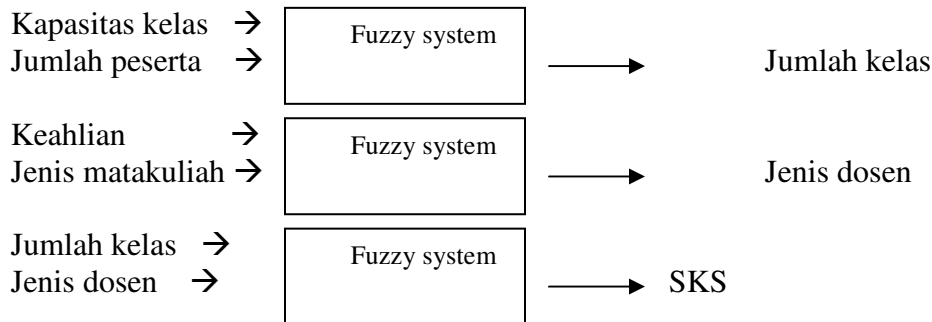 Kapasitas kelas → Fuzzy system
Jumlah peserta → Jumlah kelas
Keahlian → Fuzzy system
Jenis matakuliah → Jenis dosen
Jumlah kelas → Fuzzy system
Jenis dosen → SKS